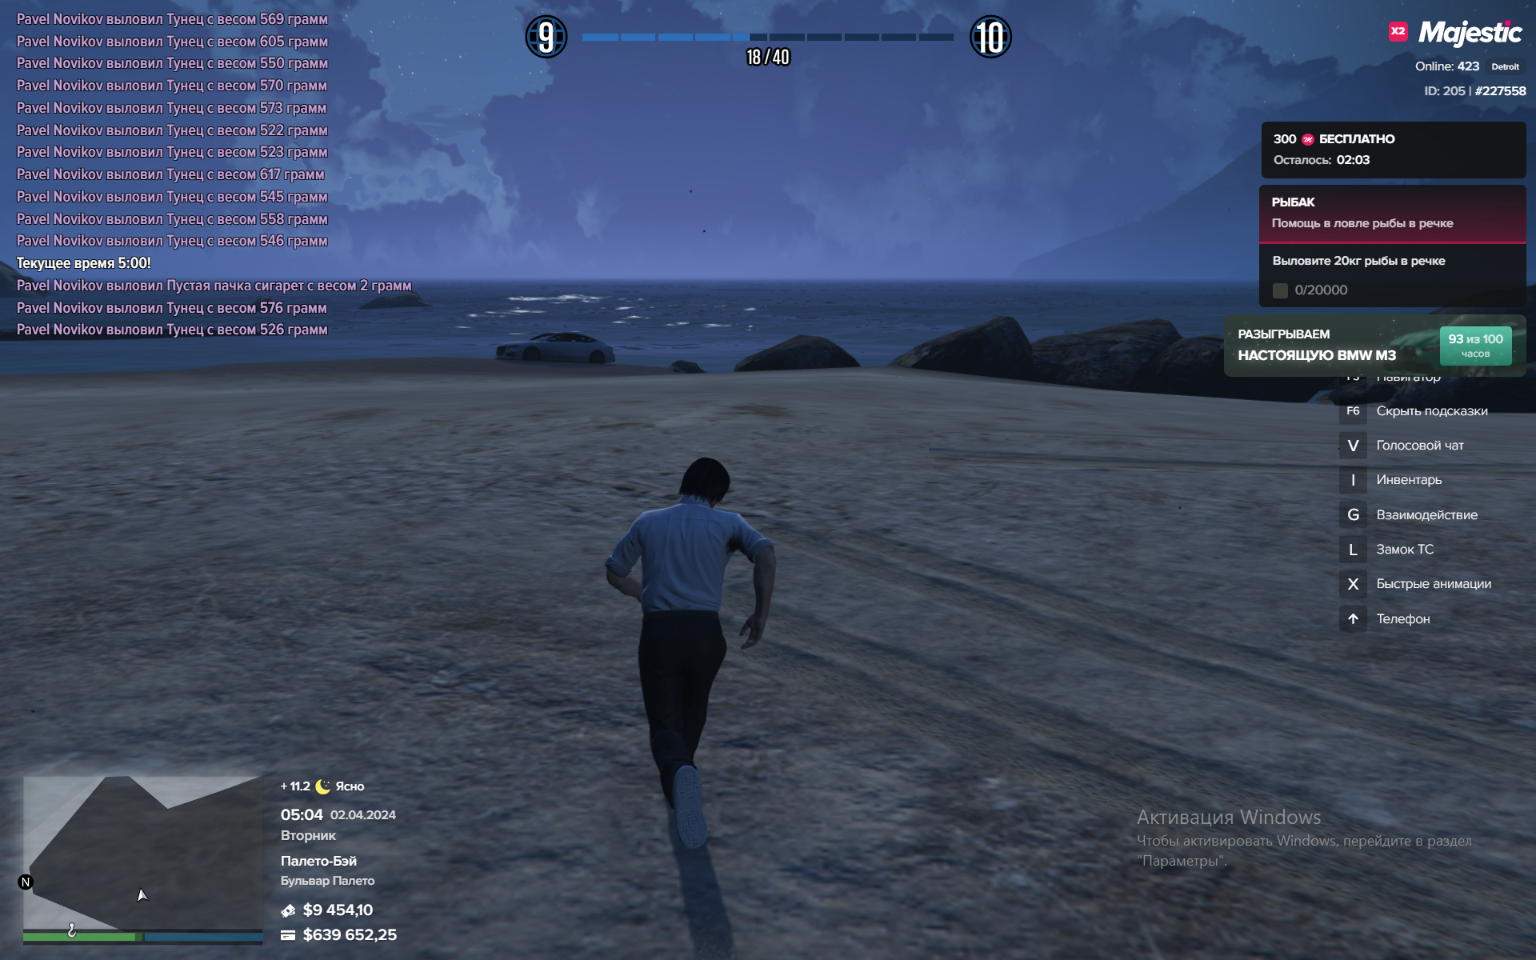 Pavel Novikov выловил Тунец с весом 569 грамм
Pavel Novikov выловил Тунец с весом 605 грамм
Pavel Novikov выловил Тунец с весом 550 грамм
Pavel Novikov выловил Тунец с весом 570 грамм
Pavel Novikov выловил Тунец с весом 573 грамм
Pavel Novikov выловил Тунец с весом 522 грамм
Pavel Novikov выловил Тунец с весом 523 грамм
Pavel Novikov выловил Тунец с весом 617 грамм
Pavel Novikov выловил Тунец с весом 545 грамм
Pavel Novikov выловил Тунец с весом 558 грамм
Pavel Novikov выловил Тунец с весом 546 грамм
Текущее время 5:00!
Pavel Novikov выловил Пустая пачка сигарет с весом 2 грамм
Pavel Novikov выловил Тунец с весом 576 грамм
Pavel Novikov выловил Тунец с весом 526 грамм
9
10
18 / 40
X2 Majestic
Online: 423 Detroit
ID: 205 | #227558
300 БЕСПЛАТНО
Осталось: 02:03
РЫБАК
Помощь в ловле рыбы в речке
Выловите 20кг рыбы в речке
0/20000
РАЗЫГРЫВАЕМ
НАСТОЯЩУЮ BMW M3
93 из 100
часов
Навигатор
F6 Скрыть подсказки
V Голосовой чат
I Инвентарь
G Взаимодействие
L Замок ТС
X Быстрые анимации
Телефон
+ 11.2 Ясно
05:04 02.04.2024
Вторник
Палето-Бэй
Бульвар Палето
$9 454,10
$639 652,25
N
Активация Windows
Чтобы активировать Windows, перейдите в раздел
"Параметры".